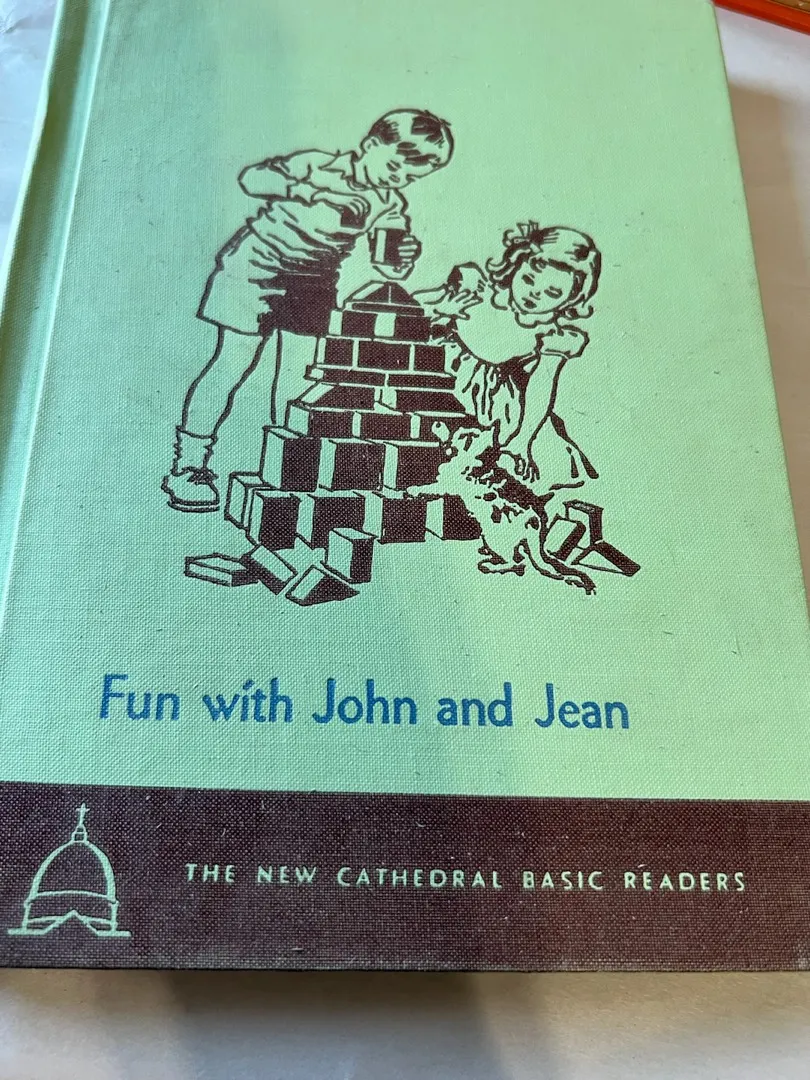 Fun with John and Jean
THE NEW CATHEDRAL BASIC READERS